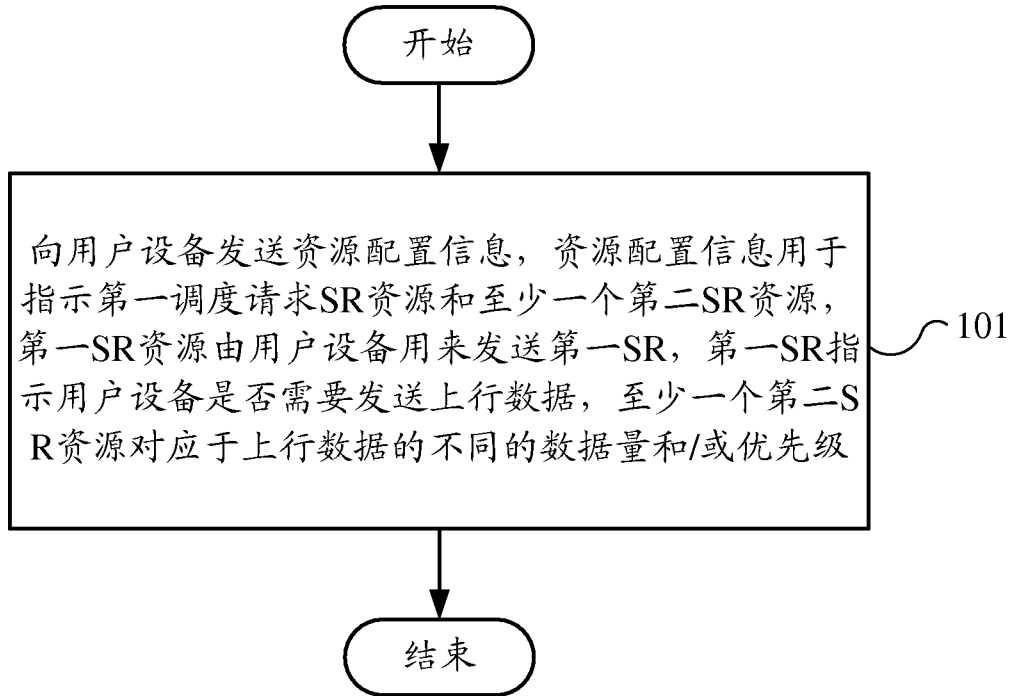 开始
向用户设备发送资源配置信息，资源配置信息用于
指示第一调度请求SR资源和至少一个第二SR资源，
第一SR资源由用户设备用来发送第一SR，第一SR指
示用户设备是否需要发送上行数据，至少一个第二S
R资源对应于上行数据的不同的数据量和/或优先级
101
结束